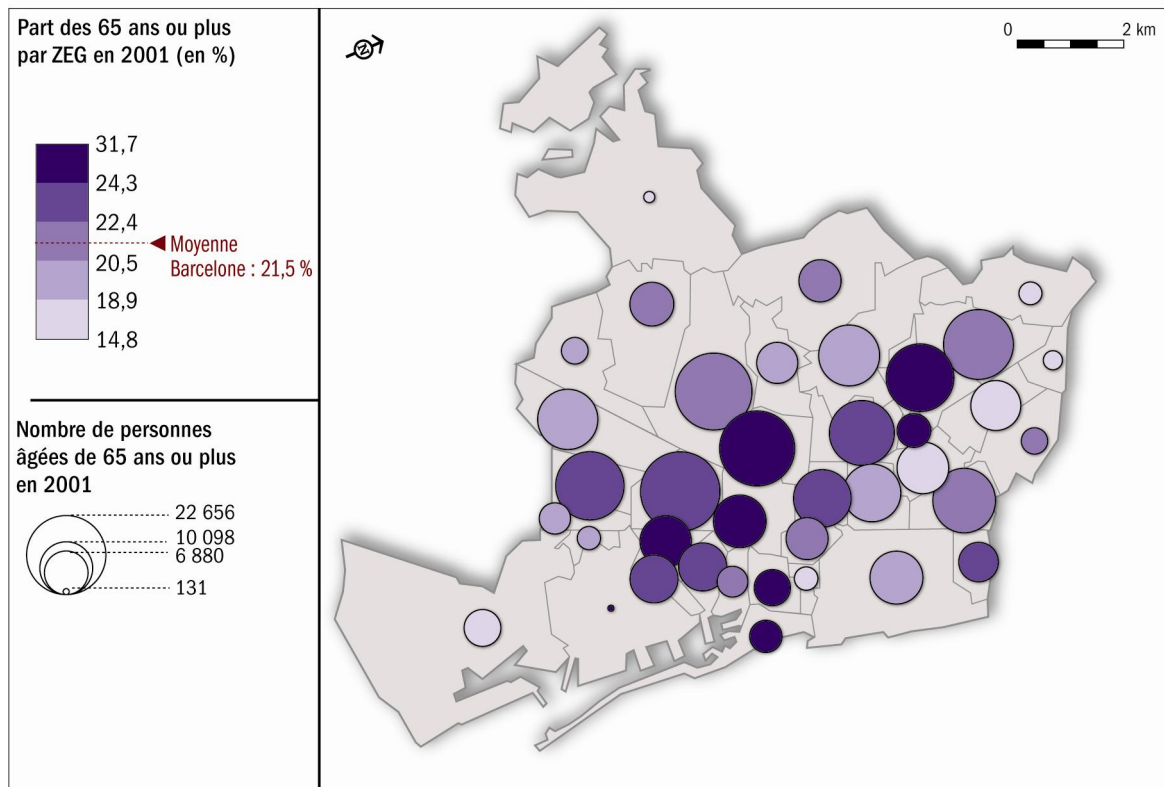 Part des 65 ans ou plus
par ZEG en 2001 (en %)
31,7
24,3
22,4
Moyenne
Barcelone : 21,5 %
20,5
18,9
14,8
Nombre de personnes
âgées de 65 ans ou plus
en 2001
22 656
10 098
6 880
131
N
0 2 km